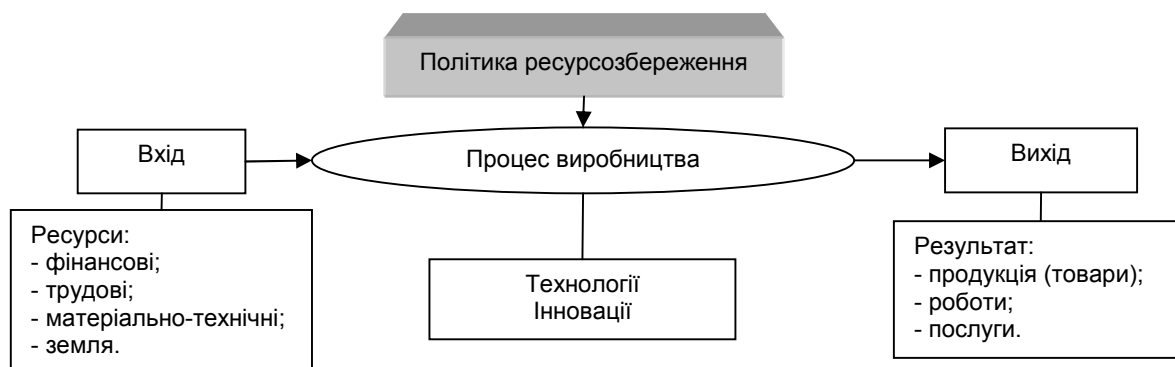 Політика ресурсозбереження
Вхід
Процес виробництва
Вихід
Ресурси:
- фінансові;
- трудові;
- матеріально-технічні;
- земля.
Технології
Інновації
Результат:
- продукція (товари);
- роботи;
- послуги.